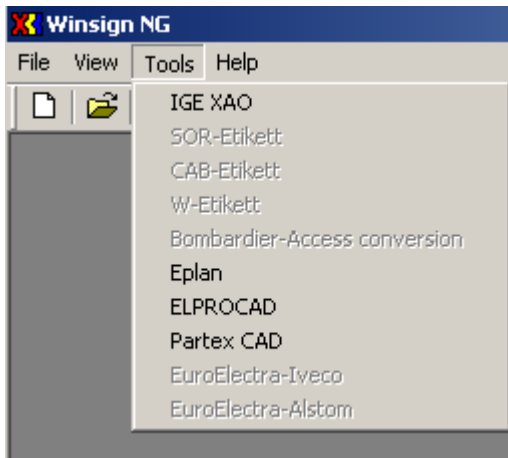 Winsign NG
File View Tools Help
IGE XAO
SOR-Etikett
CAB-Etikett
W-Etikett
Bombardier-Access conversion
Eplan
ELPROCAD
Partex CAD
EuroElectra-Iveco
EuroElectra-Alstom